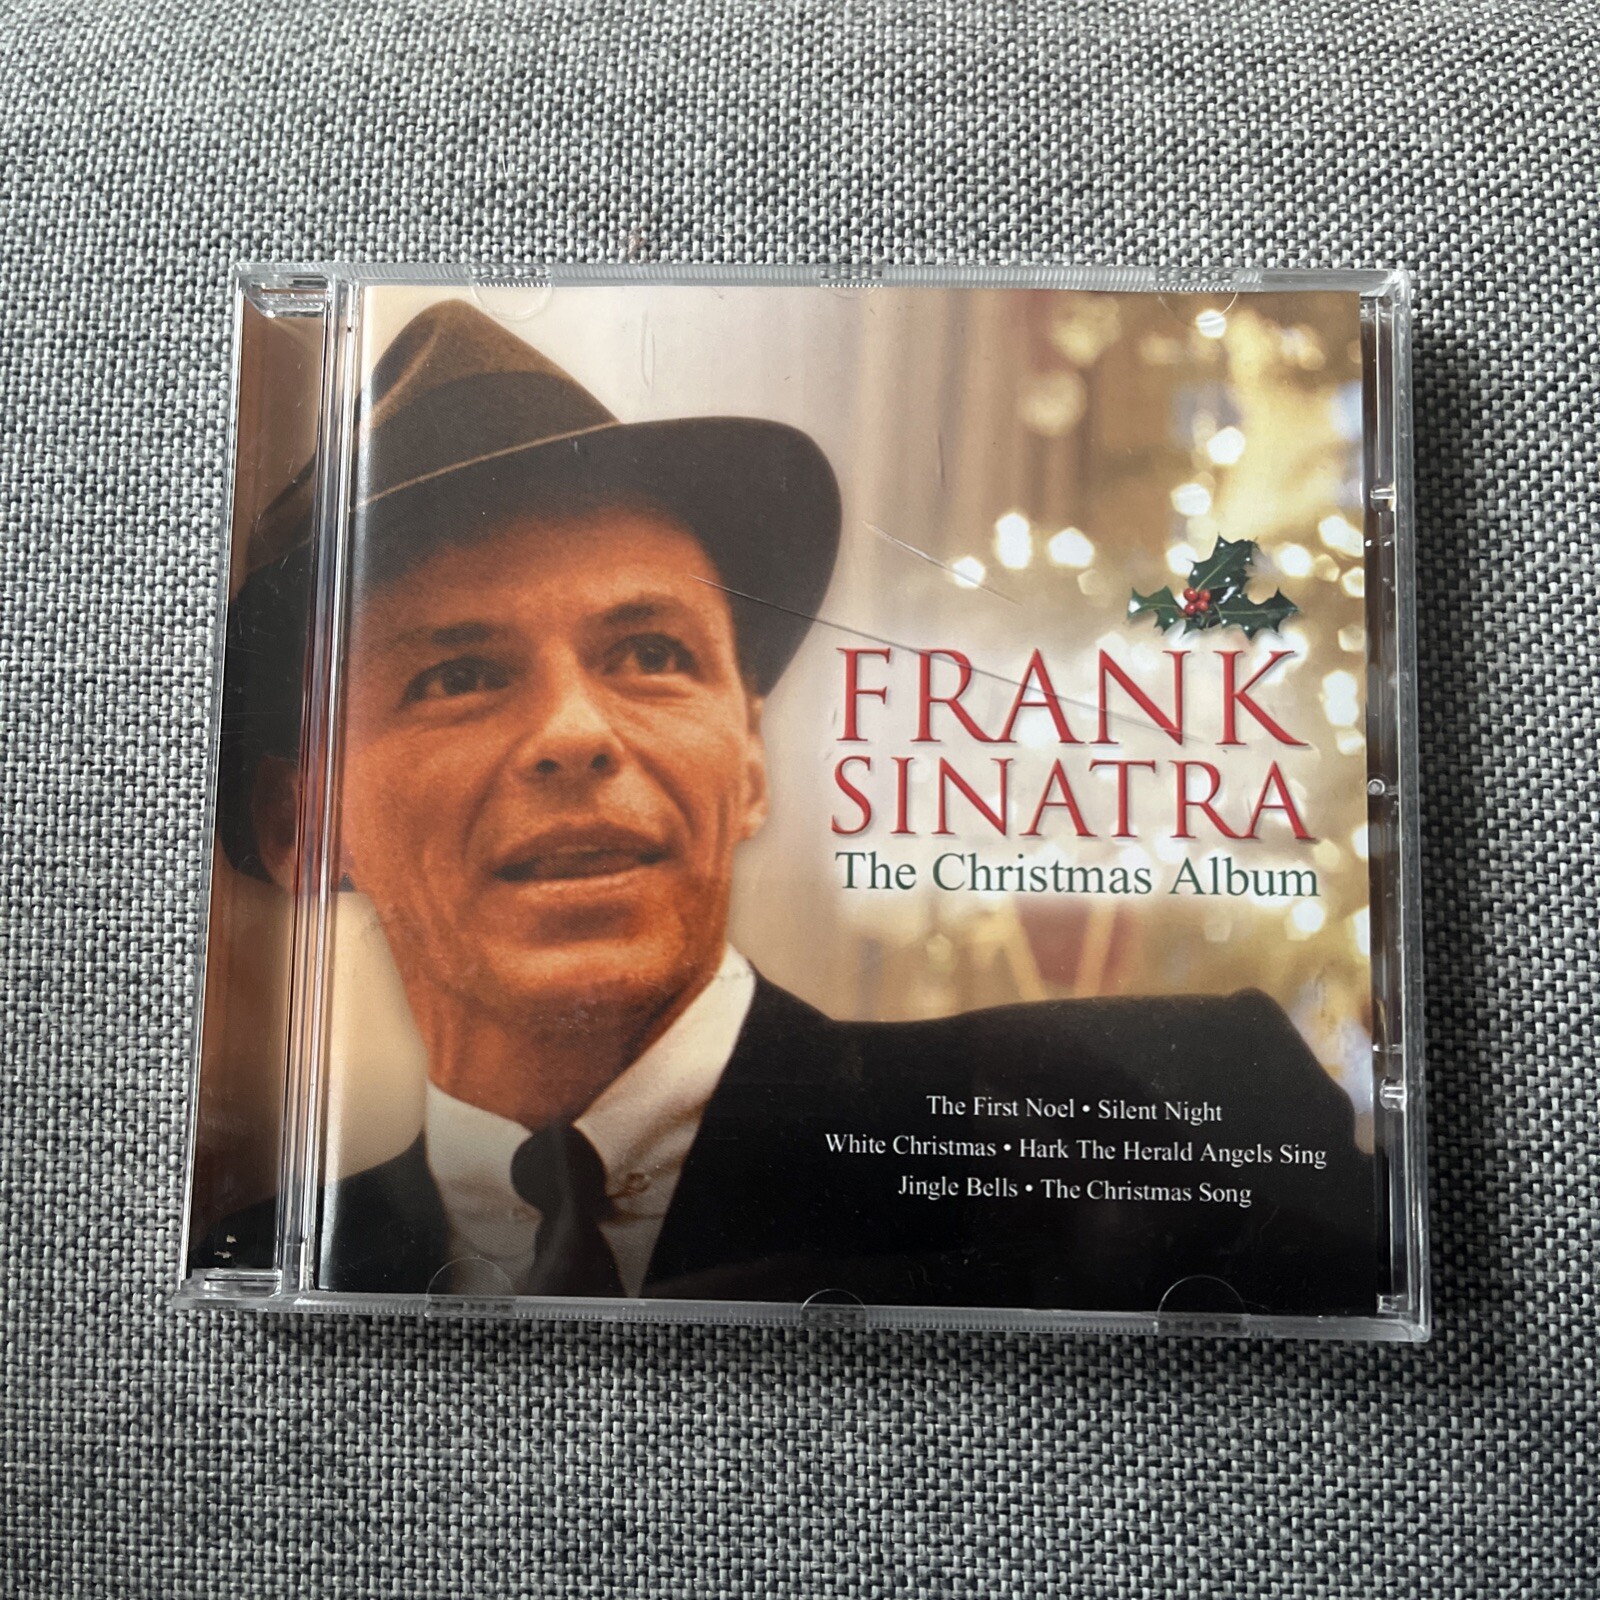 FRANK
SINATRA
The Christmas Album
The First Noel • Silent Night
White Christmas • Hark The Herald Angels Sing
Jingle Bells • The Christmas Song